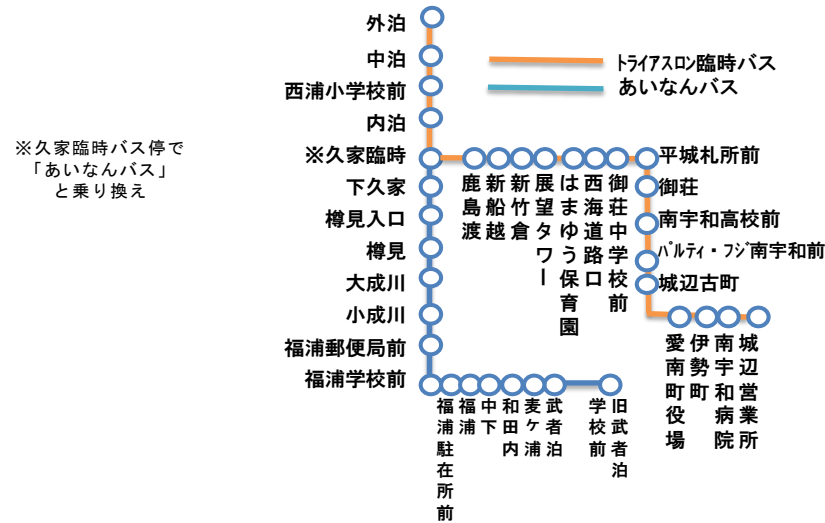 外泊
中泊
西浦小学校前
内泊
※久家臨時
下久家
樽見入口
樽見
大成川
小成川
福浦郵便局前
福浦学校前
※久家臨時バス停で
「あいなんバス」
と乗り換え
トライアスロン臨時バス
あいなんバス
鹿島渡
新船越
新竹倉
展望タワー
はまゆう保育園
西海道路口
御荘中学校前
平城札所前
御荘
南宇和高校前
パルティ・フジ南宇和前
城辺古町
愛南町役場
伊勢町
南宇和病院
城辺営業所
福浦駐在所前
福浦
中下
和田内
麦ケ浦
武者泊
学校前
旧武者泊